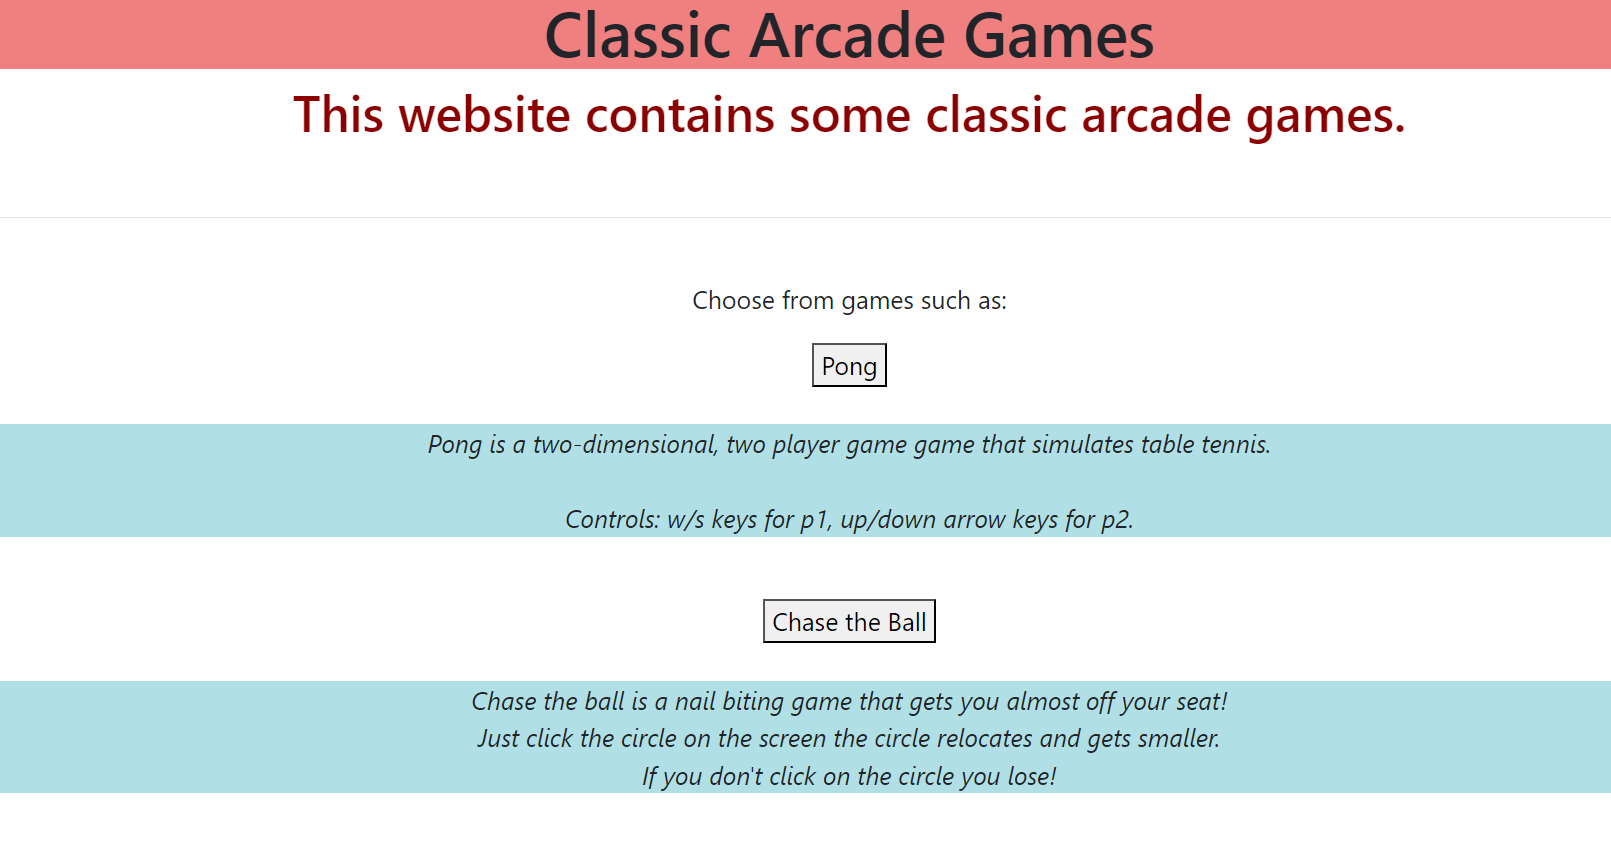 Classic Arcade Games
This website contains some classic arcade games.
Choose from games such as:
Pong
Pong is a two-dimensional, two player game game that simulates table tennis.
Controls: w/s keys for p1, up/down arrow keys for p2.
Chase the Ball
Chase the ball is a nail biting game that gets you almost off your seat!
Just click the circle on the screen the circle relocates and gets smaller.
If you don't click on the circle you lose!